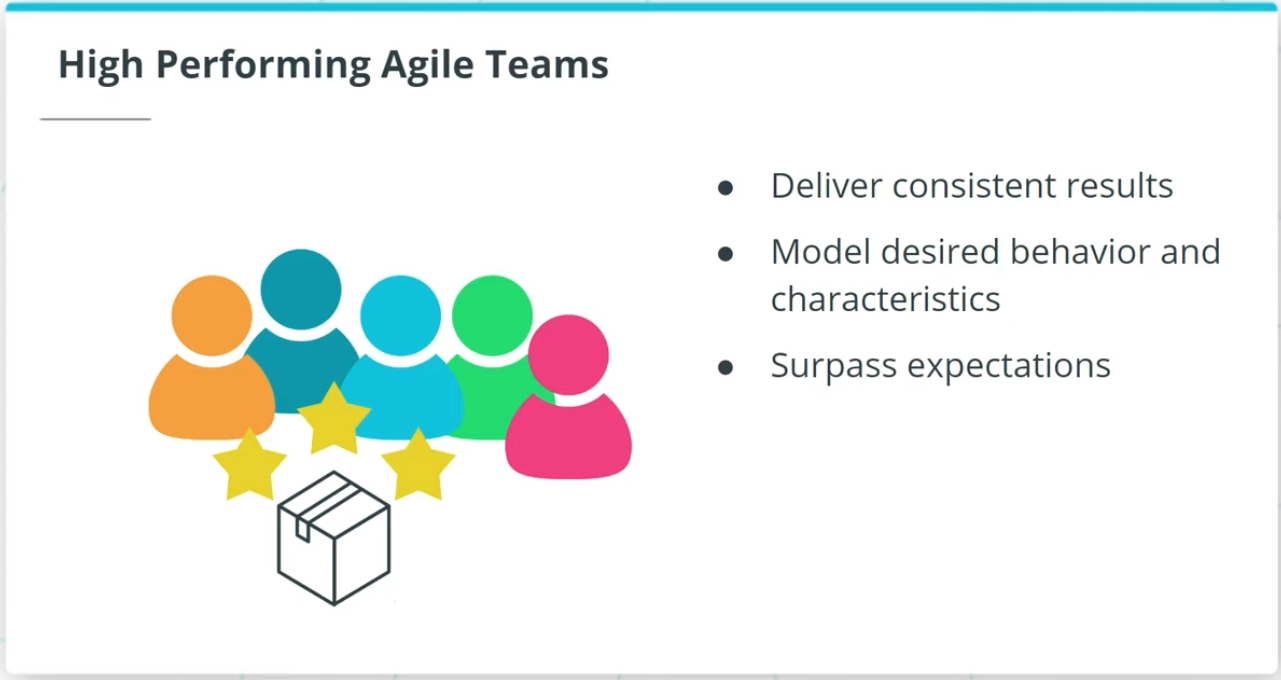 High Performing Agile Teams
● Deliver consistent results
● Model desired behavior and
characteristics
● Surpass expectations